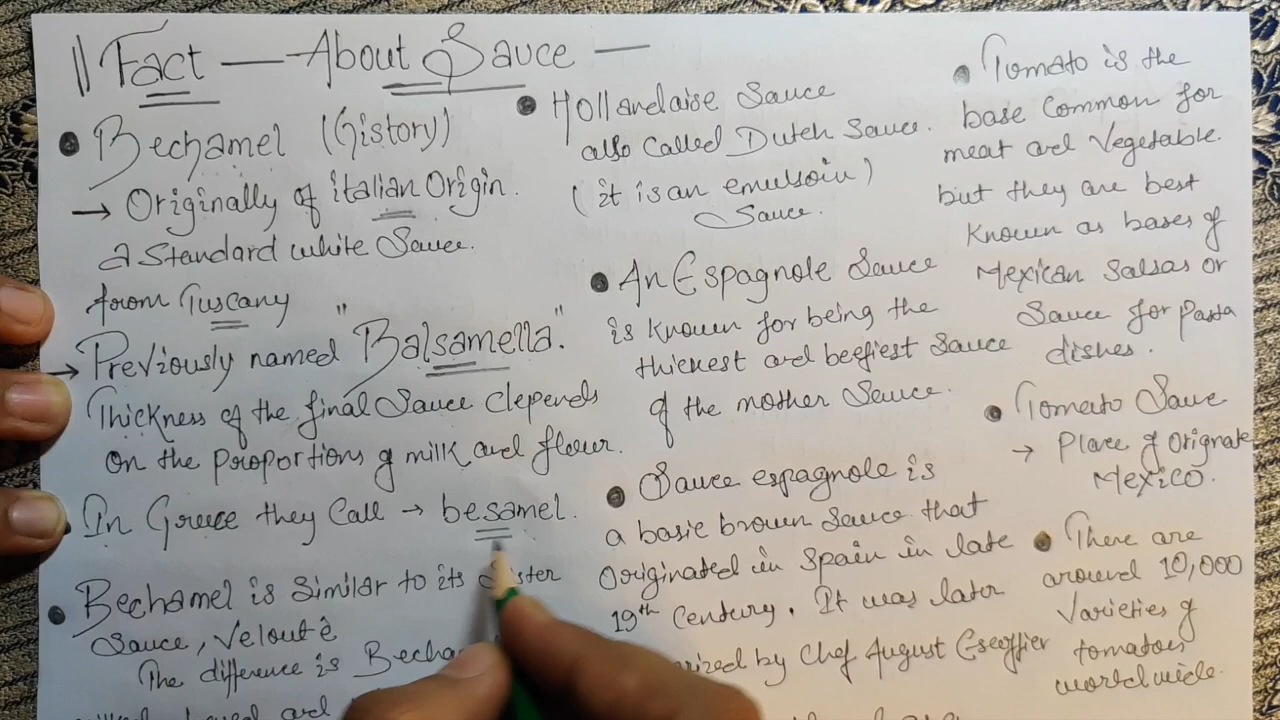 Fact — About Sauce —
Bechamel (History)
→ Originally of italian Origin.
a Standard white Sauce.
from Tuscany
→ Previously named "Balsamella."
Thickness of the final Sauce depends
on the proportions of milk and flour.
In Greece they Call → besamel.
Bechamel is Similar to its Sister
Sauce, Velouté
The difference is Becha
and
Hollandaise Sauce
also Called Dutch Sauce.
(it is an emulsoin)
Sauce.
An Espagnole Sauce
is Known for being the
thickest and beefiest Sauce
of the mother Sauce.
Sauce espagnole is
a basic brown Sauce that
Originated in Spain in late
19th Century. It was later
by Chef August Escoffier
Tomato is the
base Common for
meat and Vegetable.
but they are best
Known as bases of
Mexican Salsas or
Sauce for Pasta
dishes.
Tomato Sauce
→ Place of Orignate
Mexico.
There are
around 10,000
Varieties of
tomatoes
worldwide.